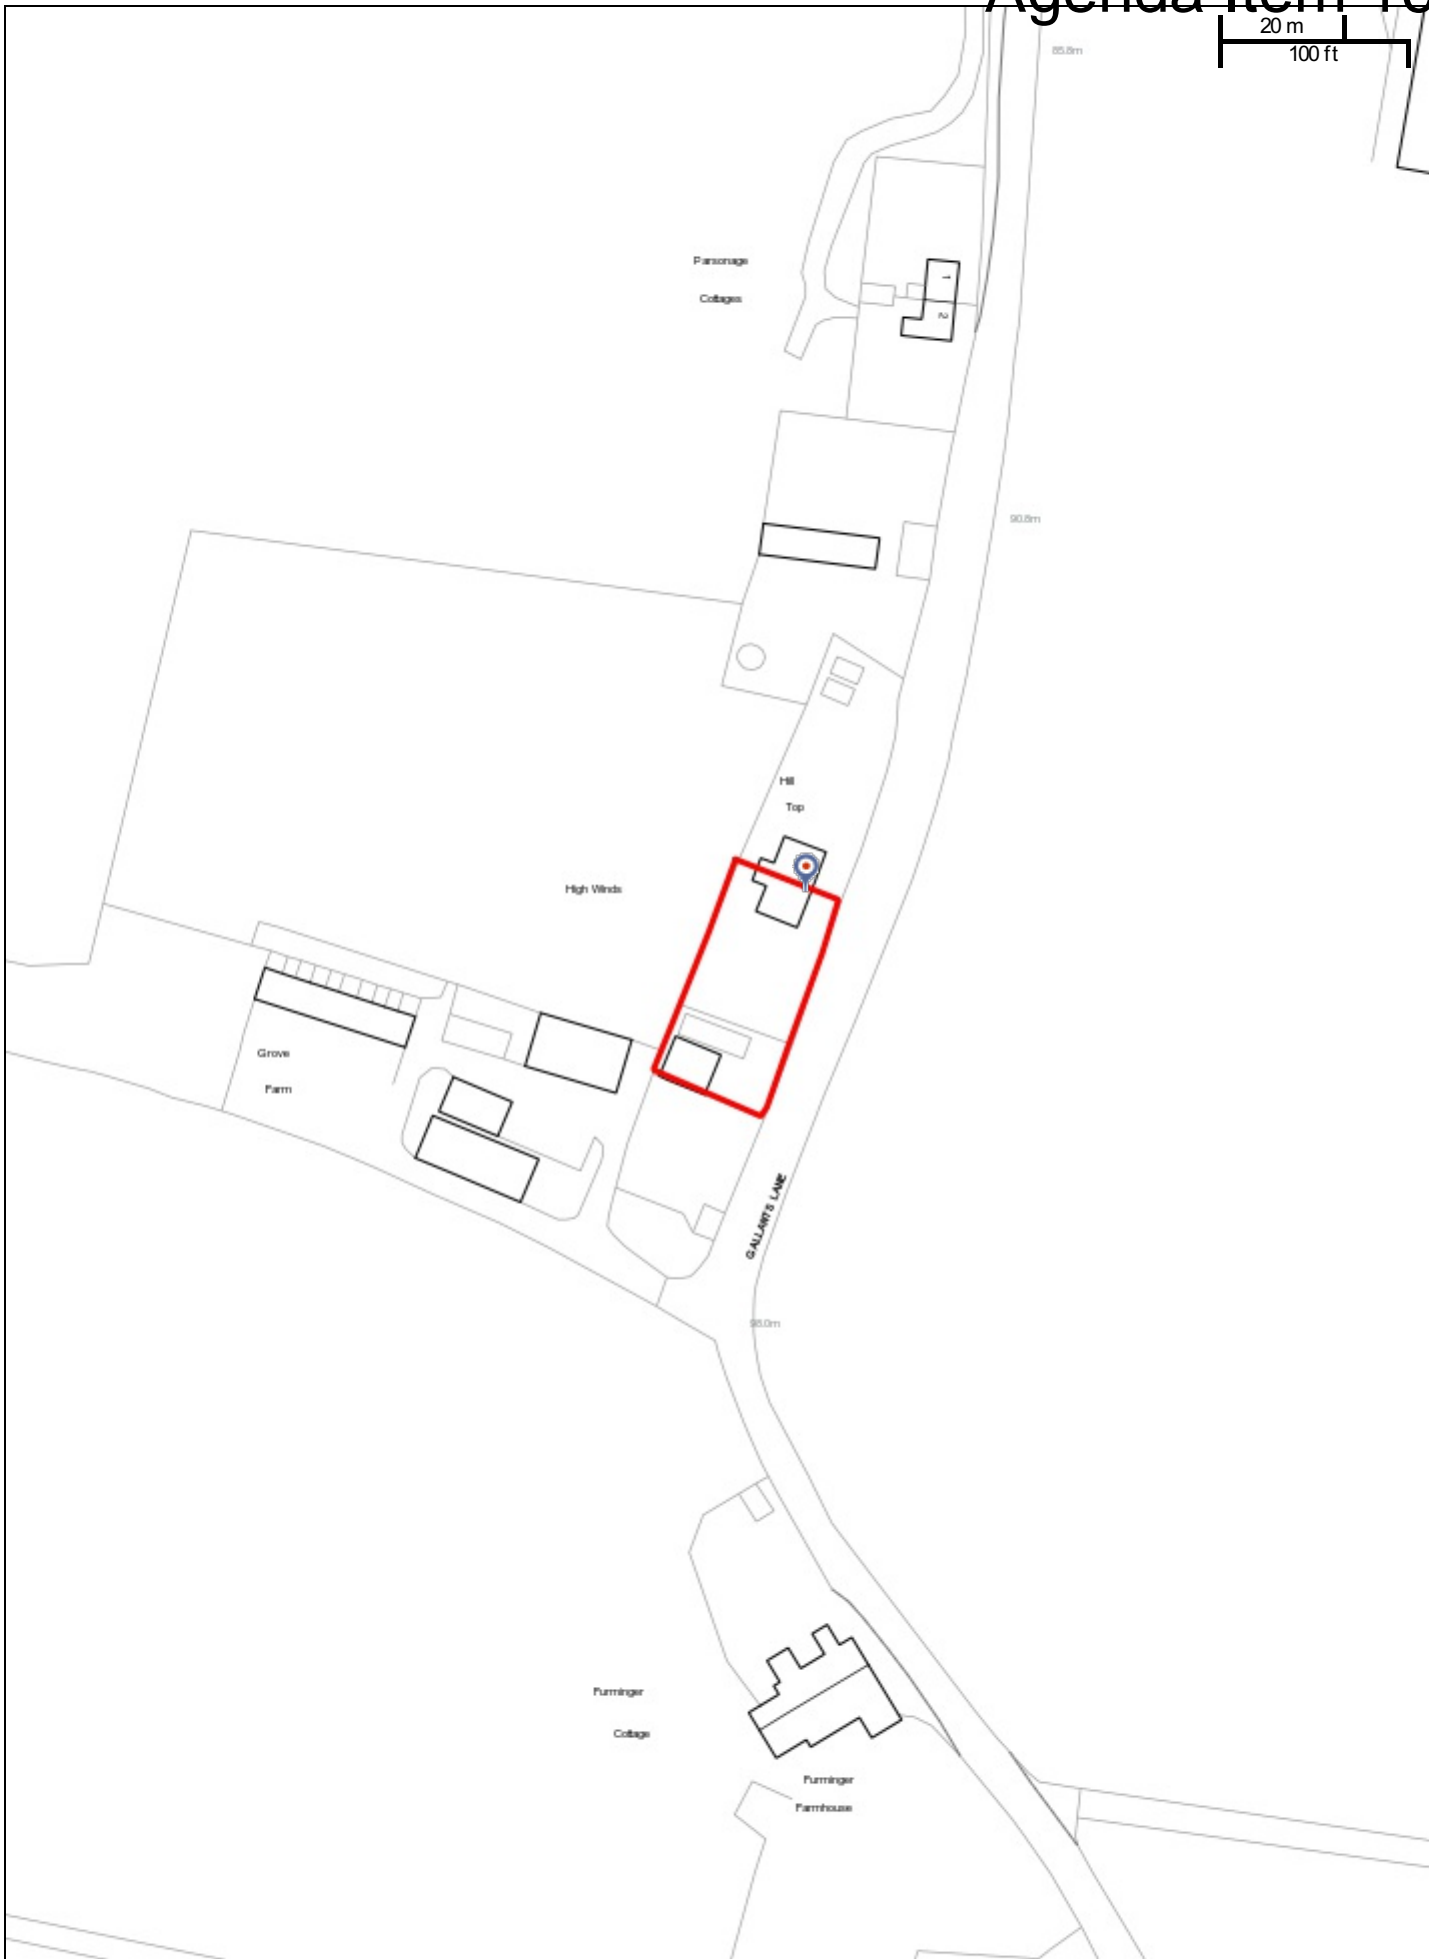 Agenda Item
20 m
100 ft
85.8m
Parsonage
Cottages
1
2
90.8m
Hill
Top
High Winds
Grove
Farm
GALLANTS LANE
98.0m
Furminger
Cottage
Furminger
Farmhouse